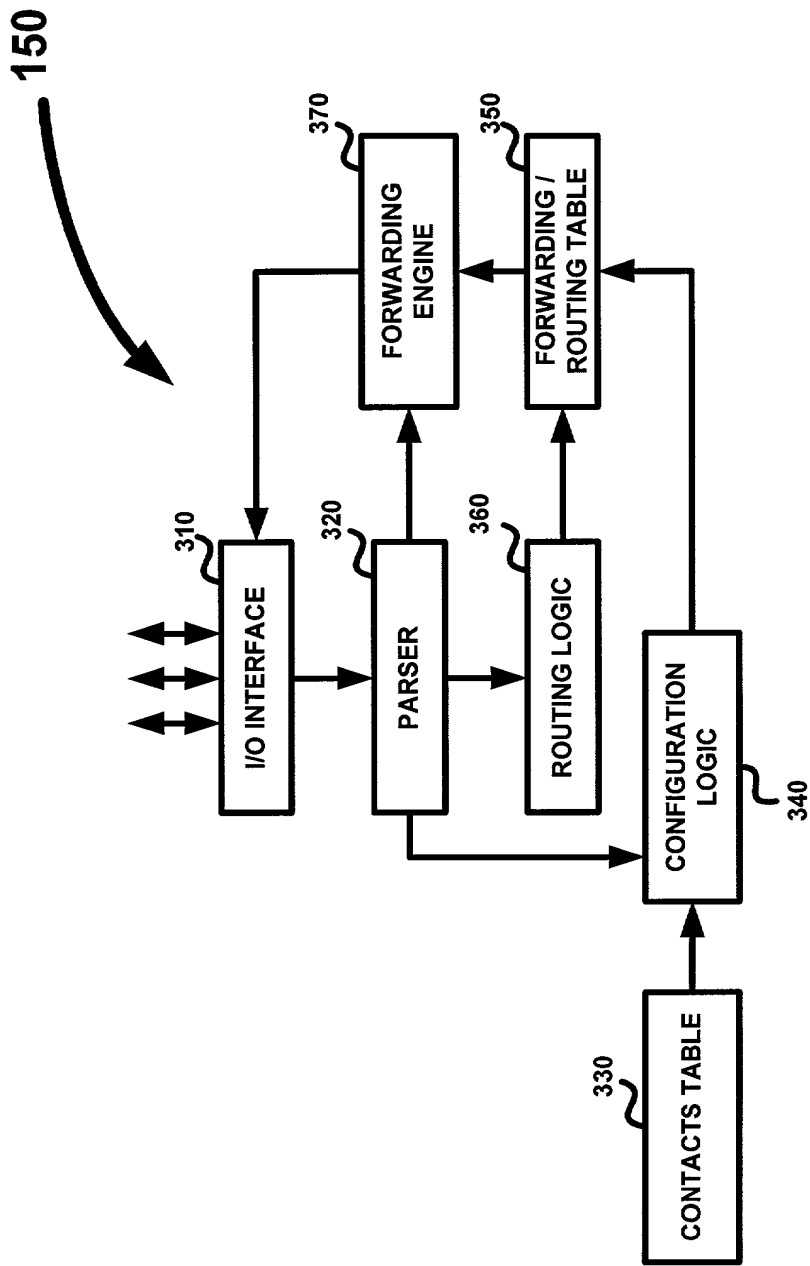 150
310
I/O INTERFACE
320
PARSER
370
FORWARDING
ENGINE
360
ROUTING LOGIC
350
FORWARDING /
ROUTING TABLE
330
CONTACTS TABLE
CONFIGURATION
LOGIC
340